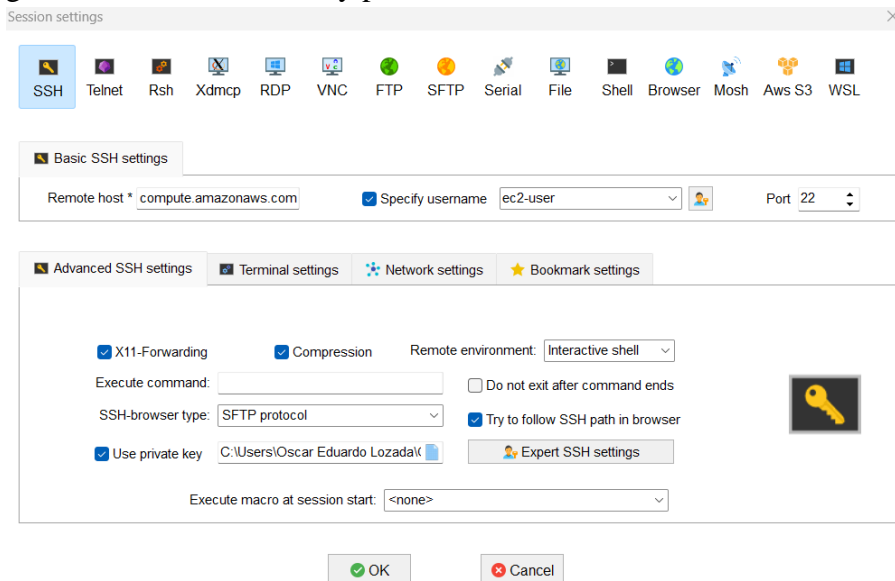 Session settings
SSH Telnet Rsh Xdmcp RDP VNC FTP SFTP Serial File Shell Browser Mosh Aws S3 WSL
Basic SSH settings
Remote host * compute.amazonaws.com Specify username ec2-user Port 22
Advanced SSH settings Terminal settings Network settings Bookmark settings
X11-Forwarding Compression Remote environment: Interactive shell
Execute command: Do not exit after command ends
SSH-browser type: SFTP protocol Try to follow SSH path in browser
Use private key C:\Users\Oscar Eduardo Lozada\ Expert SSH settings
Execute macro at session start: <none>
OK Cancel